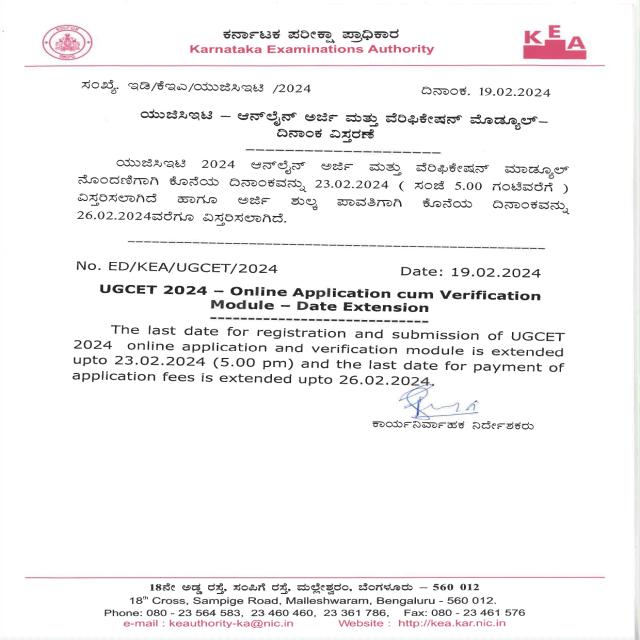 ಕರ್ನಾಟಕ ಪರೀಕ್ಷಾ ಪ್ರಾಧಿಕಾರ
Karnataka Examinations Authority
KEA
ಸಂಖ್ಯೆ. ಇಡಿ/ಕೆಇಎ/ಯುಜಿಸಿಇಟಿ /2024 ದಿನಾಂಕ. 19.02.2024
ಯುಜಿಸಿಇಟಿ – ಆನ್‌ಲೈನ್ ಅರ್ಜಿ ಮತ್ತು ವೆರಿಫಿಕೇಷನ್ ಮೊಡ್ಯೂಲ್–
ದಿನಾಂಕ ವಿಸ್ತರಣೆ
---------------------
ಯುಜಿಸಿಇಟಿ 2024 ಆನ್‌ಲೈನ್ ಅರ್ಜಿ ಮತ್ತು ವೆರಿಫಿಕೇಷನ್ ಮಾಡ್ಯೂಲ್
ನೊಂದಣಿಗಾಗಿ ಕೊನೆಯ ದಿನಾಂಕವನ್ನು 23.02.2024 ( ಸಂಜೆ 5.00 ಗಂಟೆವರೆಗೆ )
ವಿಸ್ತರಿಸಲಾಗಿದೆ ಹಾಗೂ ಅರ್ಜಿ ಶುಲ್ಕ ಪಾವತಿಗಾಗಿ ಕೊನೆಯ ದಿನಾಂಕವನ್ನು
26.02.2024ವರೆಗೂ ವಿಸ್ತರಿಸಲಾಗಿದೆ.
----------------------------------------------
No. ED/KEA/UGCET/2024 Date: 19.02.2024
UGCET 2024 – Online Application cum Verification
Module – Date Extension
-----------------------------
The last date for registration and submission of UGCET
2024 online application and verification module is extended
upto 23.02.2024 (5.00 pm) and the last date for payment of
application fees is extended upto 26.02.2024.
ಕಾರ್ಯನಿರ್ವಾಹಕ ನಿರ್ದೇಶಕರು
18ನೇ ಅಡ್ಡ ರಸ್ತೆ, ಸಂಪಿಗೆ ರಸ್ತೆ, ಮಲ್ಲೇಶ್ವರಂ, ಬೆಂಗಳೂರು – 560 012
18th Cross, Sampige Road, Malleshwaram, Bengaluru - 560 012.
Phone: 080 - 23 564 583, 23 460 460, 23 361 786, Fax: 080 - 23 461 576
e-mail : keauthority-ka@nic.in Website : http://kea.kar.nic.in